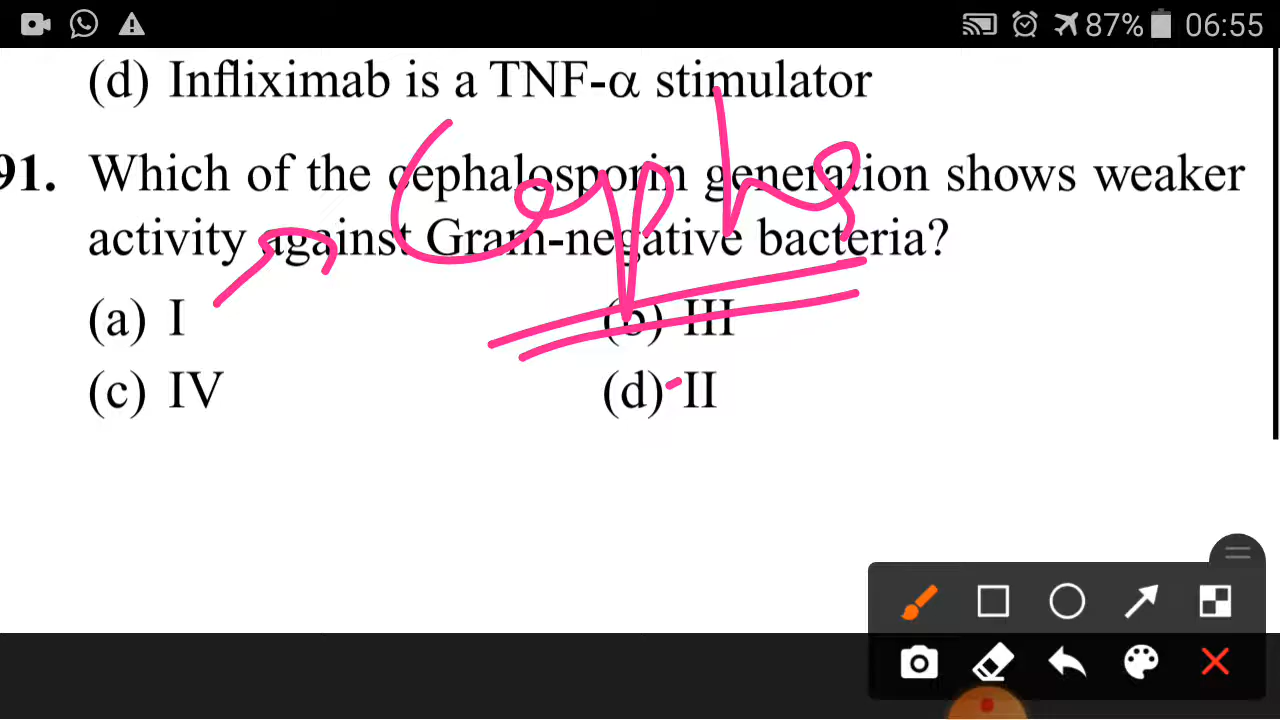 87% 06:55
(d) Infliximab is a TNF-α stimulator
91. Which of the cephalosporin generation shows weaker
activity against Gram-negative bacteria?
(a) I (b) III
(c) IV (d) II